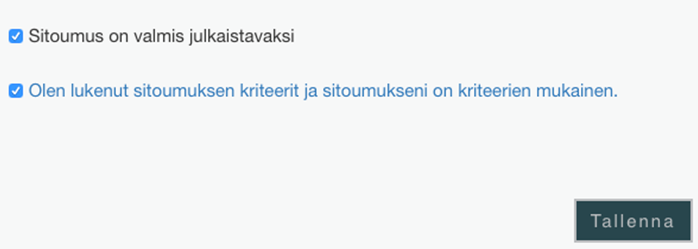 Sitoumus on valmis julkaistavaksi
Olen lukenut sitoumuksen kriteerit ja sitoumukseni on kriteerien mukainen.
Tallenna